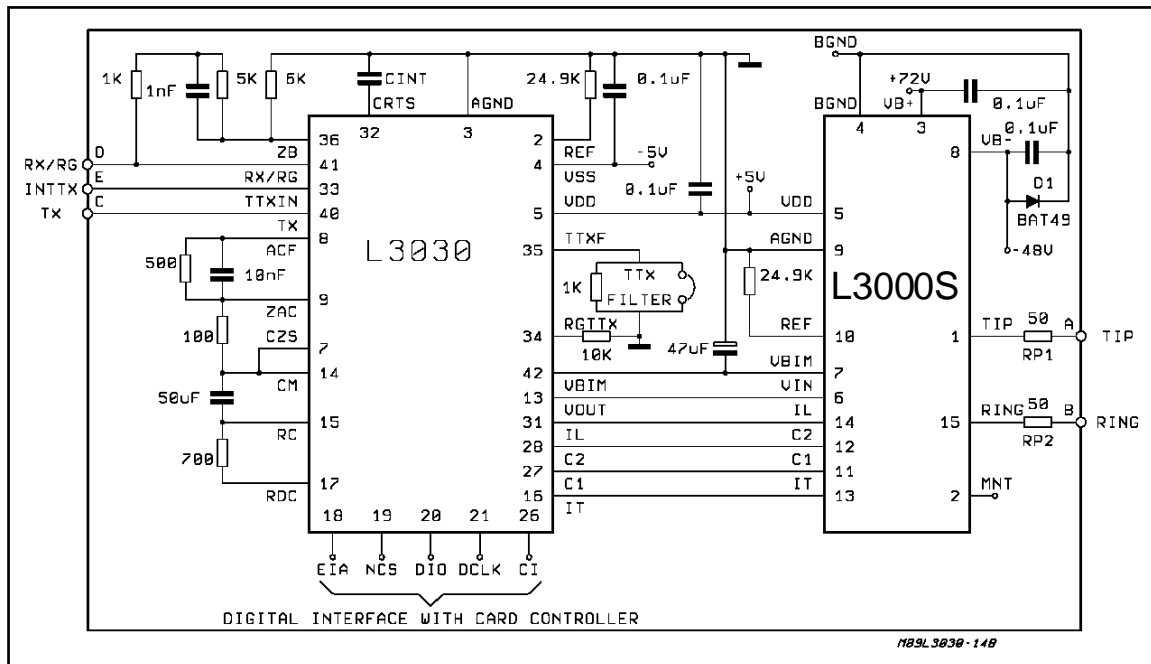 BGND
1K
1nF
5K
6K
CINT
24.9K
0.1uF
+72V
CRTS
AGND
BGND
VB+
0.1uF
32
3
4
3
0.1uF
36
2
VB-
8
D
ZB
REF
-5V
RX/RG
41
4
E
RX/RG
VSS
+5V
D1
INTTX
33
0.1uF
C
TTXIN
VDD
VDD
BAT49
TX
40
5
5
TX
TTXF
AGND
8
35
9
-48V
ACF
L3030
500
10nF
TTX
24.9K
L3000S
1K
FILTER
9
ZAC
RGTTX
REF
TIP
50
A
100
CZS
34
10
1
TIP
7
10K
47uF
RP1
14
42
VBIM
7
CM
VBIM
VIN
50uF
13
6
VOUT
IL
RING
50
B
15
31
14
15
RING
RC
IL
C2
RP2
28
12
700
C2
C1
27
11
MNT
17
C1
IT
2
RDC
16
13
IT
18
19
20
21
26
EIA
NCS
DIO
DCLK
CI
DIGITAL INTERFACE WITH CARD CONTROLLER
M89L3030-14B